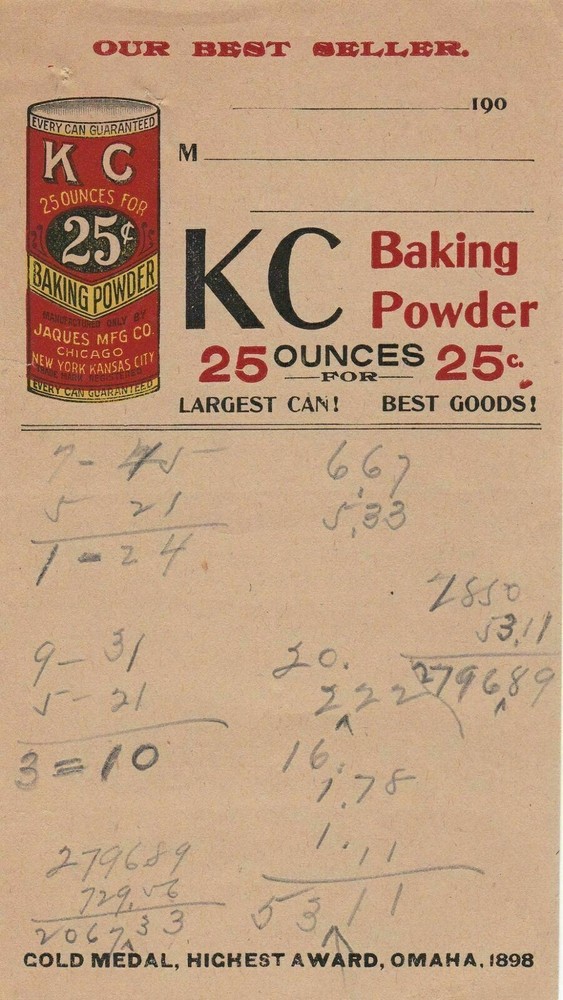 OUR BEST SELLER.
190
M
EVERY CAN GUARANTEED
K C
25 OUNCES FOR
25¢
BAKING POWDER
MANUFACTURED ONLY BY
JAQUES MFG CO.
CHICAGO
NEW YORK KANSAS CITY
EVERY CAN GUARANTEED
KC Baking Powder
25 OUNCES FOR 25c.
LARGEST CAN! BEST GOODS!
7 - 45
5 21
1 - 24
6,67
5,33
2850
53,11
279689
9 - 31
5 - 21
3 = 10
20.
222
16.
1,78
1.11
53,11
279689
729,56
206733
GOLD MEDAL, HIGHEST AWARD, OMAHA, 1898